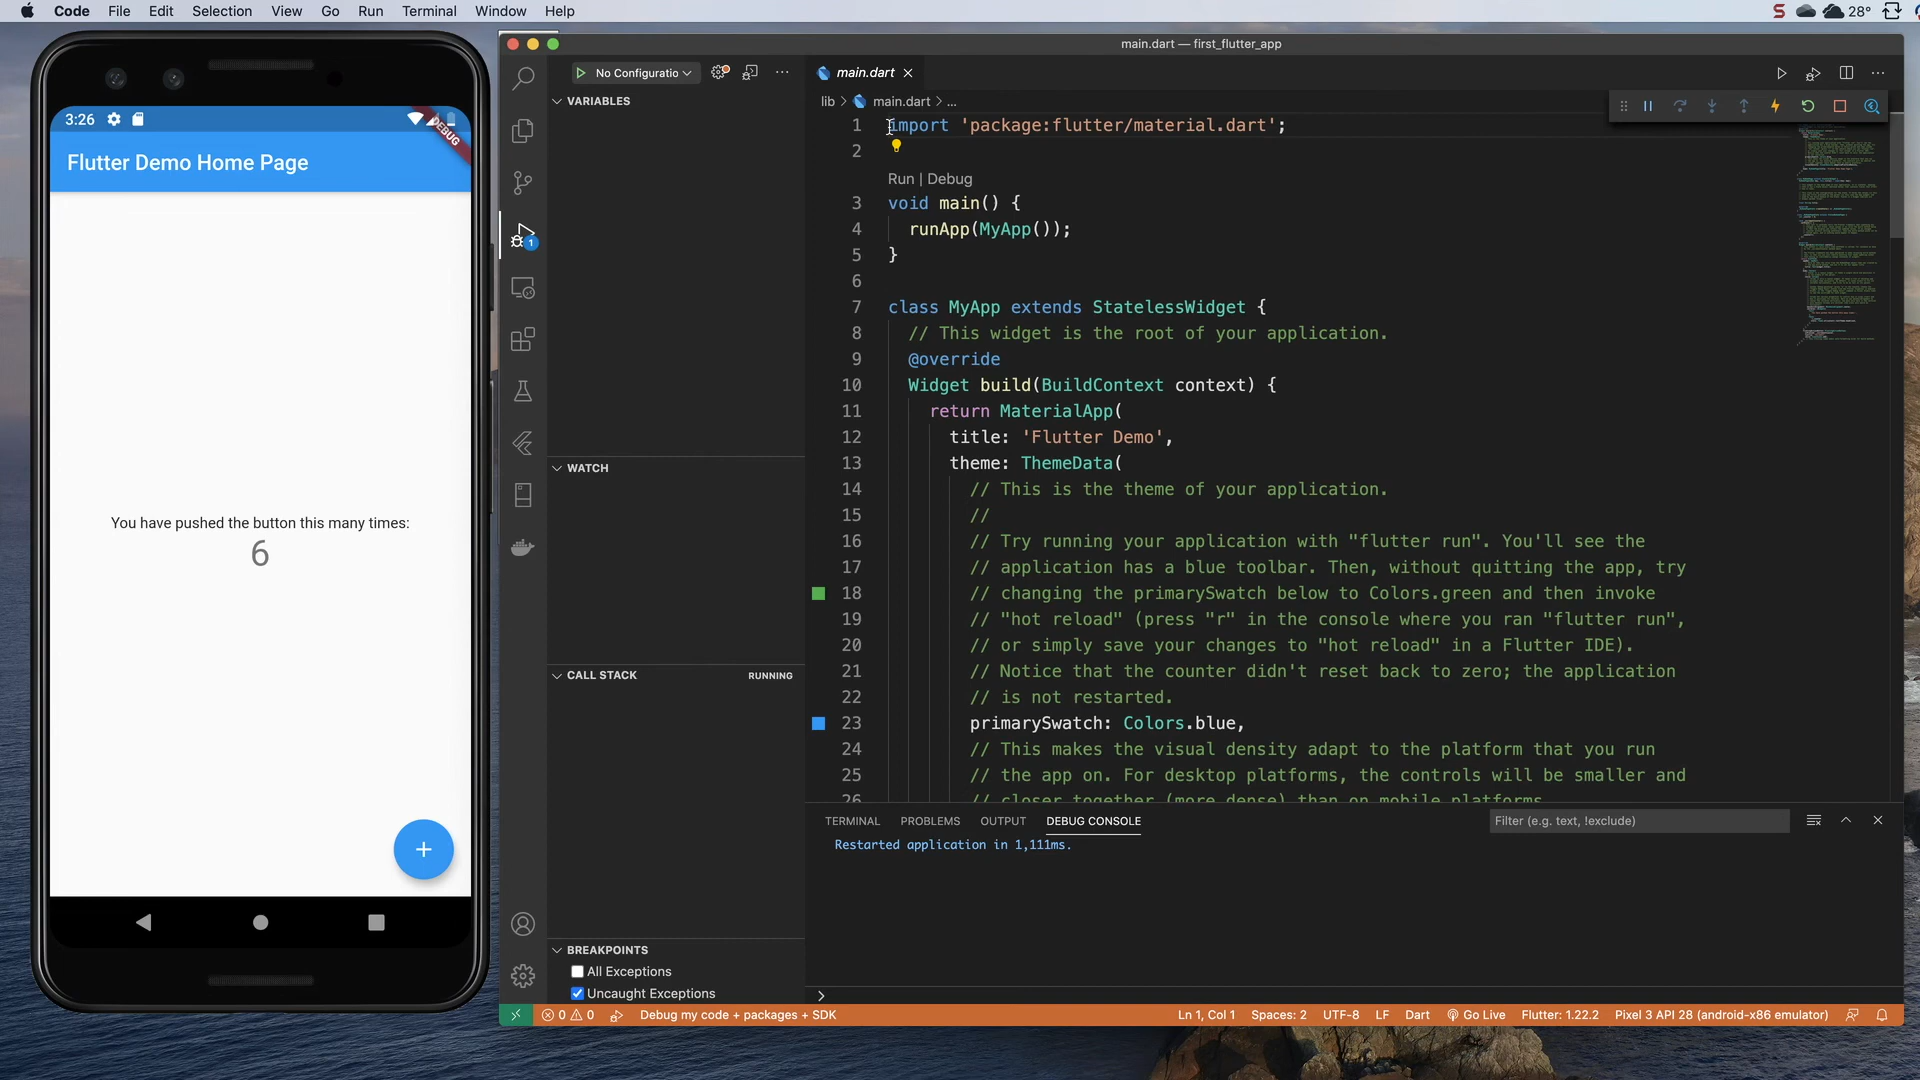 Code File Edit Selection View Go Run Terminal Window Help
28°
3:26
DEBUG
Flutter Demo Home Page
You have pushed the button this many times:
6
+
main.dart — first_flutter_app
No Configuratio
main.dart
lib > main.dart > ...
VARIABLES
WATCH
CALL STACK RUNNING
BREAKPOINTS
All Exceptions
Uncaught Exceptions
1
1 import 'package:flutter/material.dart';
2
Run | Debug
3 void main() {
4 runApp(MyApp());
5 }
6
7 class MyApp extends StatelessWidget {
8 // This widget is the root of your application.
9 @override
10 Widget build(BuildContext context) {
11 return MaterialApp(
12 title: 'Flutter Demo',
13 theme: ThemeData(
14 // This is the theme of your application.
15 //
16 // Try running your application with "flutter run". You'll see the
17 // application has a blue toolbar. Then, without quitting the app, try
18 // changing the primarySwatch below to Colors.green and then invoke
19 // "hot reload" (press "r" in the console where you ran "flutter run",
20 // or simply save your changes to "hot reload" in a Flutter IDE).
21 // Notice that the counter didn't reset back to zero; the application
22 // is not restarted.
23 primarySwatch: Colors.blue,
24 // This makes the visual density adapt to the platform that you run
25 // the app on. For desktop platforms, the controls will be smaller and
26 // closer together (more dense) than on mobile platforms.
TERMINAL PROBLEMS OUTPUT DEBUG CONSOLE
Filter (e.g. text, !exclude)
Restarted application in 1,111ms.
>
0 0 Debug my code + packages + SDK
Ln 1, Col 1 Spaces: 2 UTF-8 LF Dart Go Live Flutter: 1.22.2 Pixel 3 API 28 (android-x86 emulator)